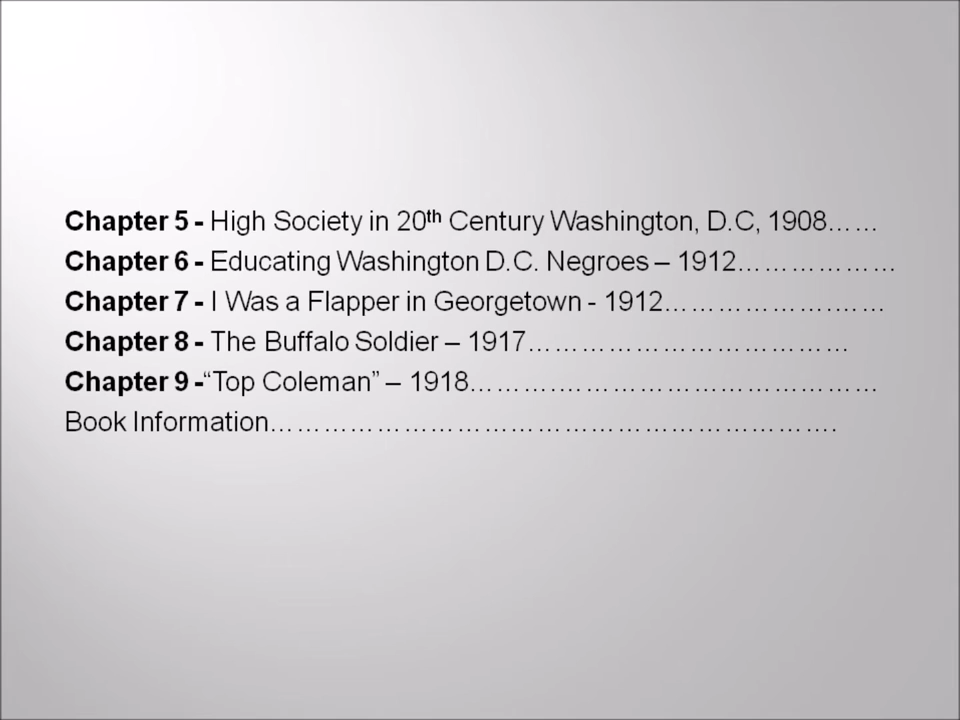 Chapter 5 - High Society in 20th Century Washington, D.C, 1908……
Chapter 6 - Educating Washington D.C. Negroes – 1912………………
Chapter 7 - I Was a Flapper in Georgetown - 1912……………….……
Chapter 8 - The Buffalo Soldier – 1917………………………………
Chapter 9 -“Top Coleman” – 1918……….………………………………
Book Information……………………………………………………….